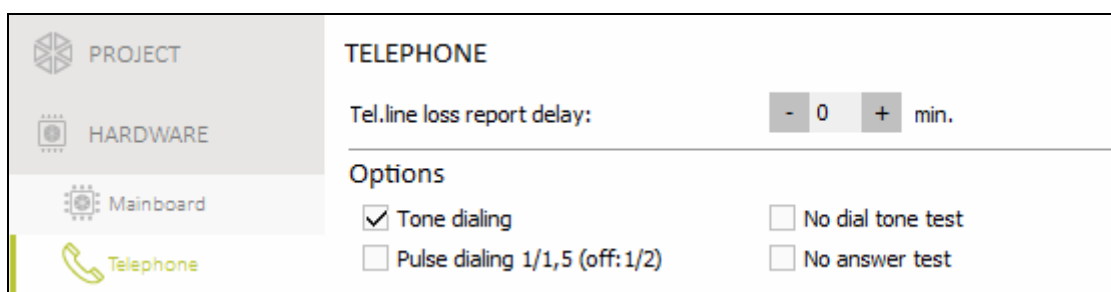 PROJECT
HARDWARE
Mainboard
Telephone
TELEPHONE
Tel.line loss report delay:
- 0 + min.
Options
Tone dialing
No dial tone test
Pulse dialing 1/1,5 (off:1/2)
No answer test